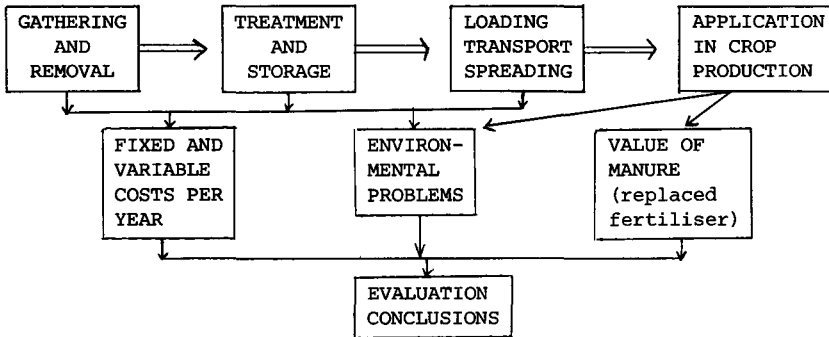 GATHERING
AND
REMOVAL
TREATMENT
AND
STORAGE
LOADING
TRANSPORT
SPREADING
APPLICATION
IN CROP
PRODUCTION
FIXED AND
VARIABLE
COSTS PER
YEAR
ENVIRON-
MENTAL
PROBLEMS
VALUE OF
MANURE
(replaced
fertiliser)
EVALUATION
CONCLUSIONS